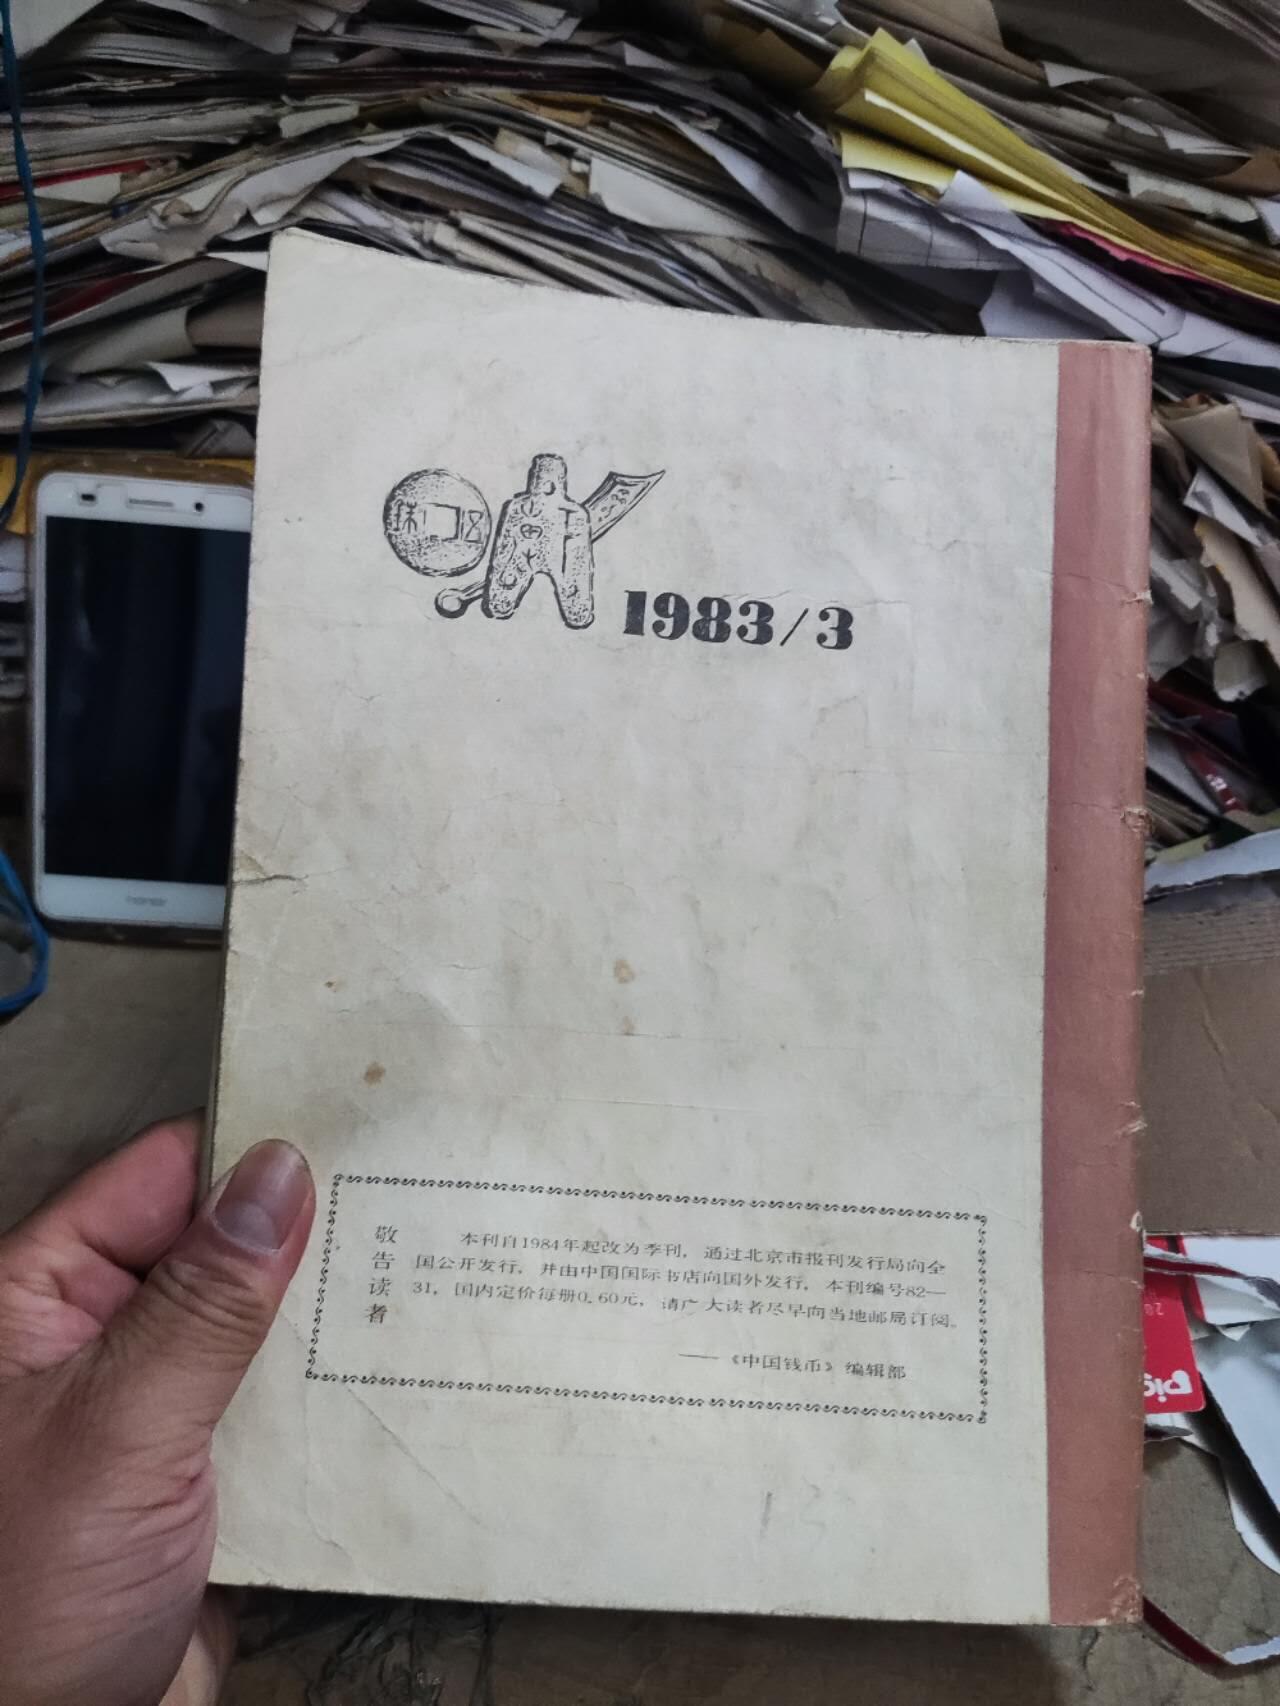 1983/3
敬告读者
本刊自1984年起改为季刊，通过北京市报刊发行局向全
国公开发行，并由中国国际书店向国外发行，本刊编号82—
31，国内定价每册0.60元，请广大读者尽早向当地邮局订阅。
——《中国钱币》编辑部
honor